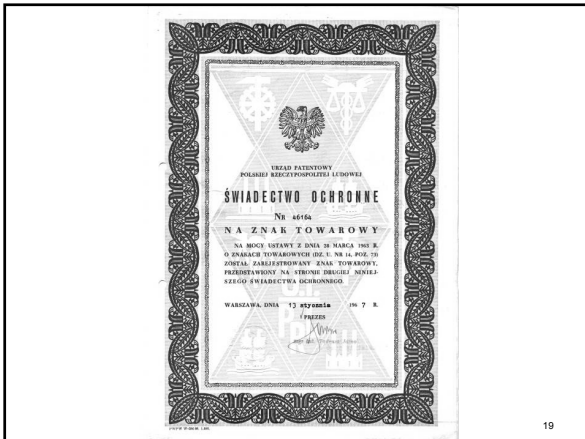 URZĄD PATENTOWY
POLSKIEJ RZECZYPOSPOLITEJ LUDOWEJ
ŚWIADECTWO OCHRONNE
NR 46164
NA ZNAK TOWAROWY
NA MOCY USTAWY Z DNIA 28 MARCA 1963 R.
O ZNAKACH TOWAROWYCH (DZ. U. NR 14, POZ. 73)
ZOSTAŁ ZAREJESTROWANY ZNAK TOWAROWY,
PRZEDSTAWIONY NA STRONIE DRUGIEJ NINIEJ-
SZEGO ŚWIADECTWA OCHRONNEGO.
WARSZAWA, DNIA 13 stycznia 196 7 R.
PREZES
19